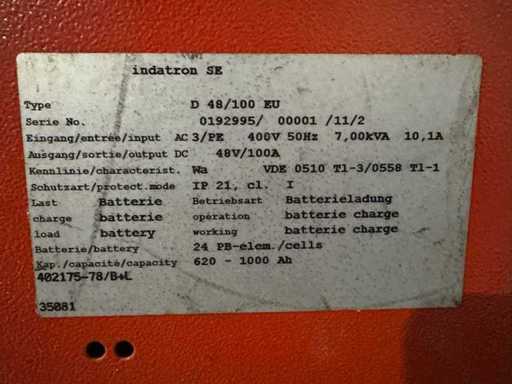 indatron SE
Type D 48/100 EU
Serie No. 0192995/ 00001 /11/2
Eingang/entrée/input AC 3/PE 400V 50Hz 7,00kVA 10,1A
Ausgang/sortie/output DC 48V/100A
Kennlinie/characterist. Wa VDE 0510 Tl-3/0558 Tl-1
Schutzart/protect.mode IP 21, cl. I
Last Batterie Betriebsart Batterieladung
charge batterie opération batterie charge
load battery working batterie charge
Batterie/battery 24 PB-elem./cells
Kap./capacité/capacity 620 - 1000 Ah
402175-78/B+L
35081